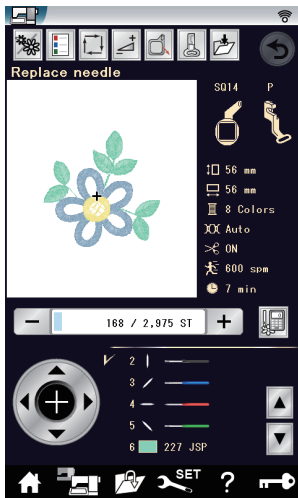 Replace needle
SQ14 P
56 mm
56 mm
8 Colors
Auto
ON
600 spm
7 min
− 168 / 2,975 ST +
2
3
4
5
6 227 JSP
SET
?